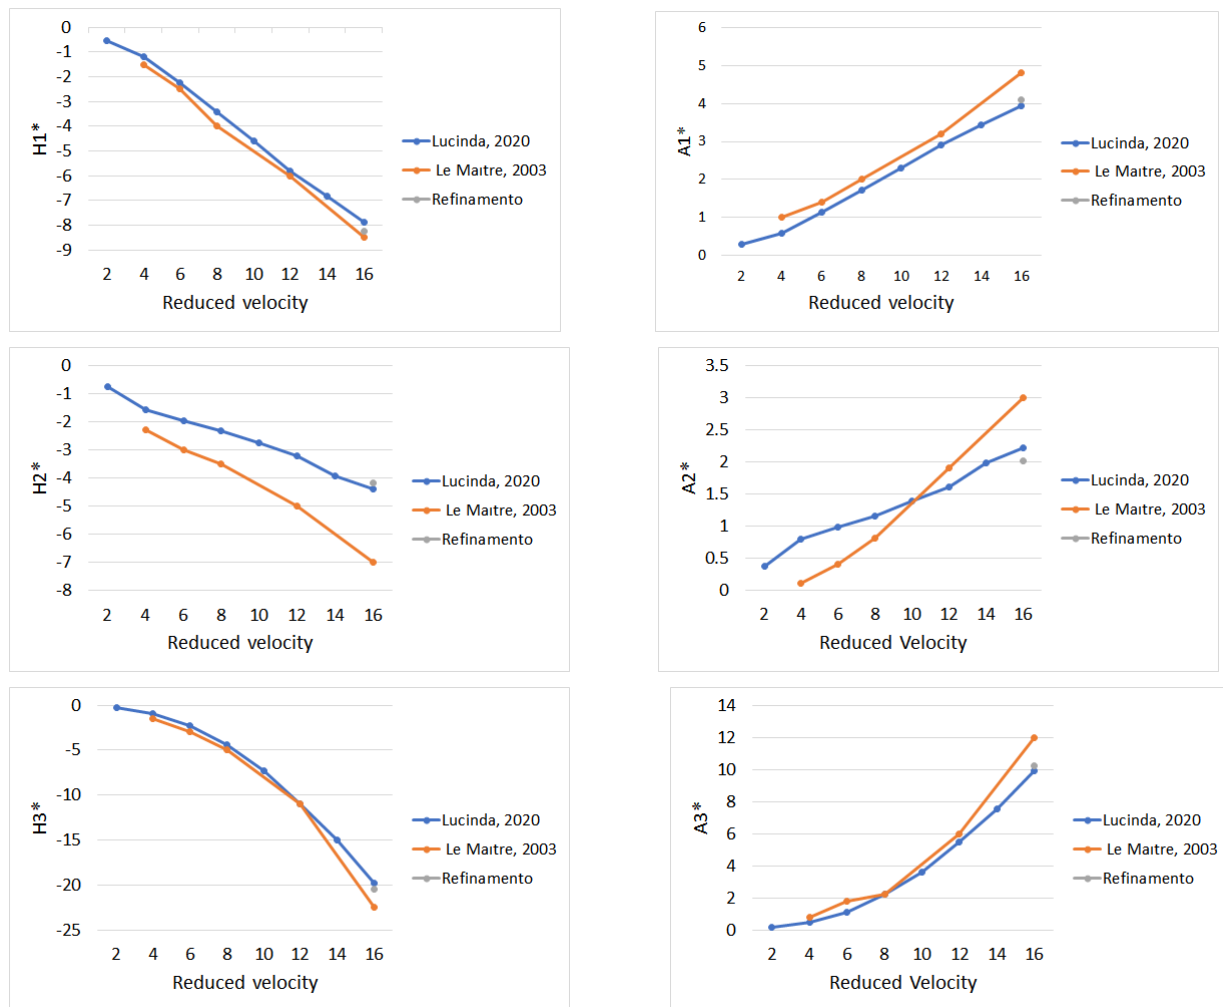 0
-1
-2
-3
-4
-5
-6
-7
-8
-9
H1*
2 4 6 8 10 12 14 16
Reduced velocity
Lucinda, 2020
Le Maıtre, 2003
Refinamento
6
5
4
3
2
1
0
A1*
2 4 6 8 10 12 14 16
Reduced velocity
Lucinda, 2020
Le Maıtre, 2003
Refinamento
0
-1
-2
-3
-4
-5
-6
-7
-8
H2*
2 4 6 8 10 12 14 16
Reduced velocity
Lucinda, 2020
Le Maıtre, 2003
Refinamento
3.5
3
2.5
2
1.5
1
0.5
0
A2*
2 4 6 8 10 12 14 16
Reduced Velocity
Lucinda, 2020
Le Maıtre, 2003
Refinamento
0
-5
-10
-15
-20
-25
H3*
2 4 6 8 10 12 14 16
Reduced velocity
Lucinda, 2020
Le Maıtre, 2003
Refinamento
14
12
10
8
6
4
2
0
A3*
2 4 6 8 10 12 14 16
Reduced Velocity
Lucinda, 2020
Le Maıtre, 2003
Refinamento